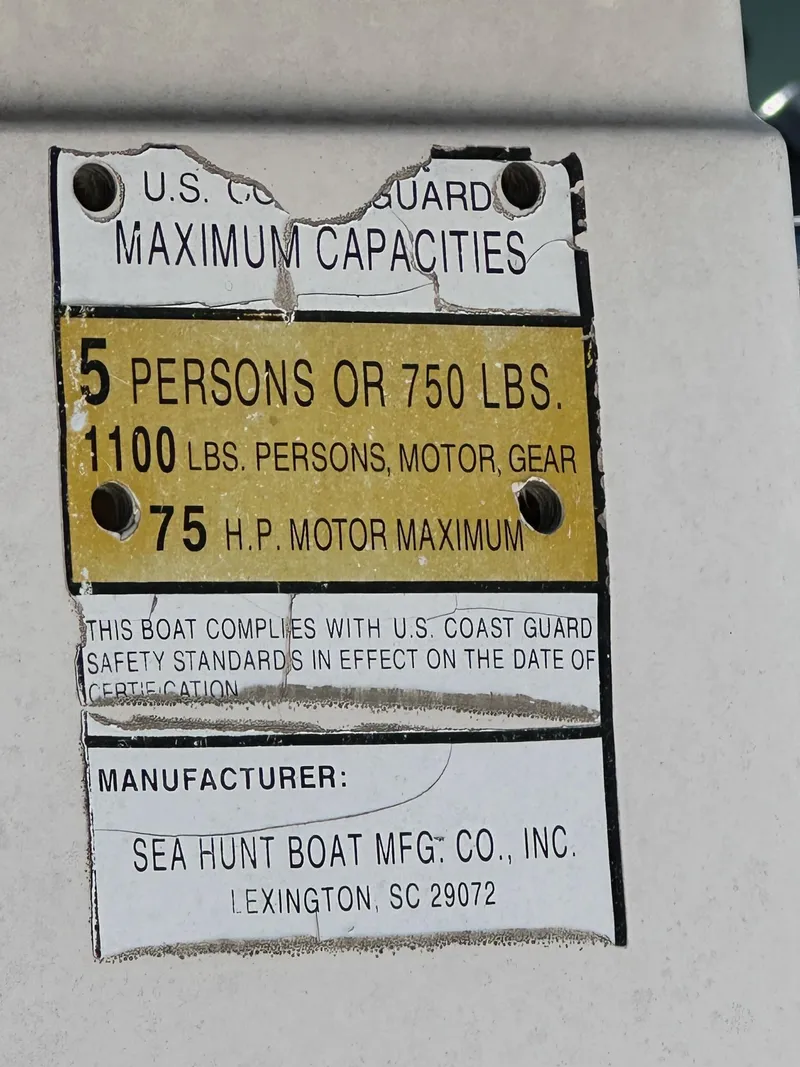 U.S. GUARD
MAXIMUM CAPACITIES
5 PERSONS OR 750 LBS.
1100 LBS. PERSONS, MOTOR, GEAR
75 H.P. MOTOR MAXIMUM
THIS BOAT COMPLIES WITH U.S. COAST GUARD
SAFETY STANDARDS IN EFFECT ON THE DATE OF
CERTIFICATION
MANUFACTURER:
SEA HUNT BOAT MFG. CO., INC.
LEXINGTON, SC 29072